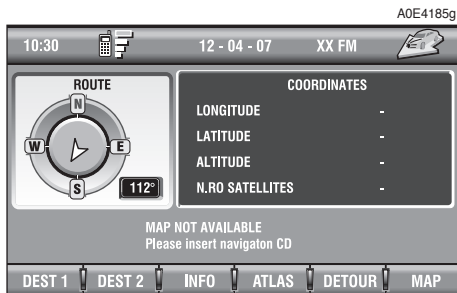 A0E4185g
10:30 12 - 04 - 07 XX FM
ROUTE
N
W E
S
112°
COORDINATES
LONGITUDE -
LATITUDE -
ALTITUDE -
N.RO SATELLITES -
MAP NOT AVAILABLE
Please insert navigaton CD
DEST 1 DEST 2 INFO ATLAS DETOUR MAP